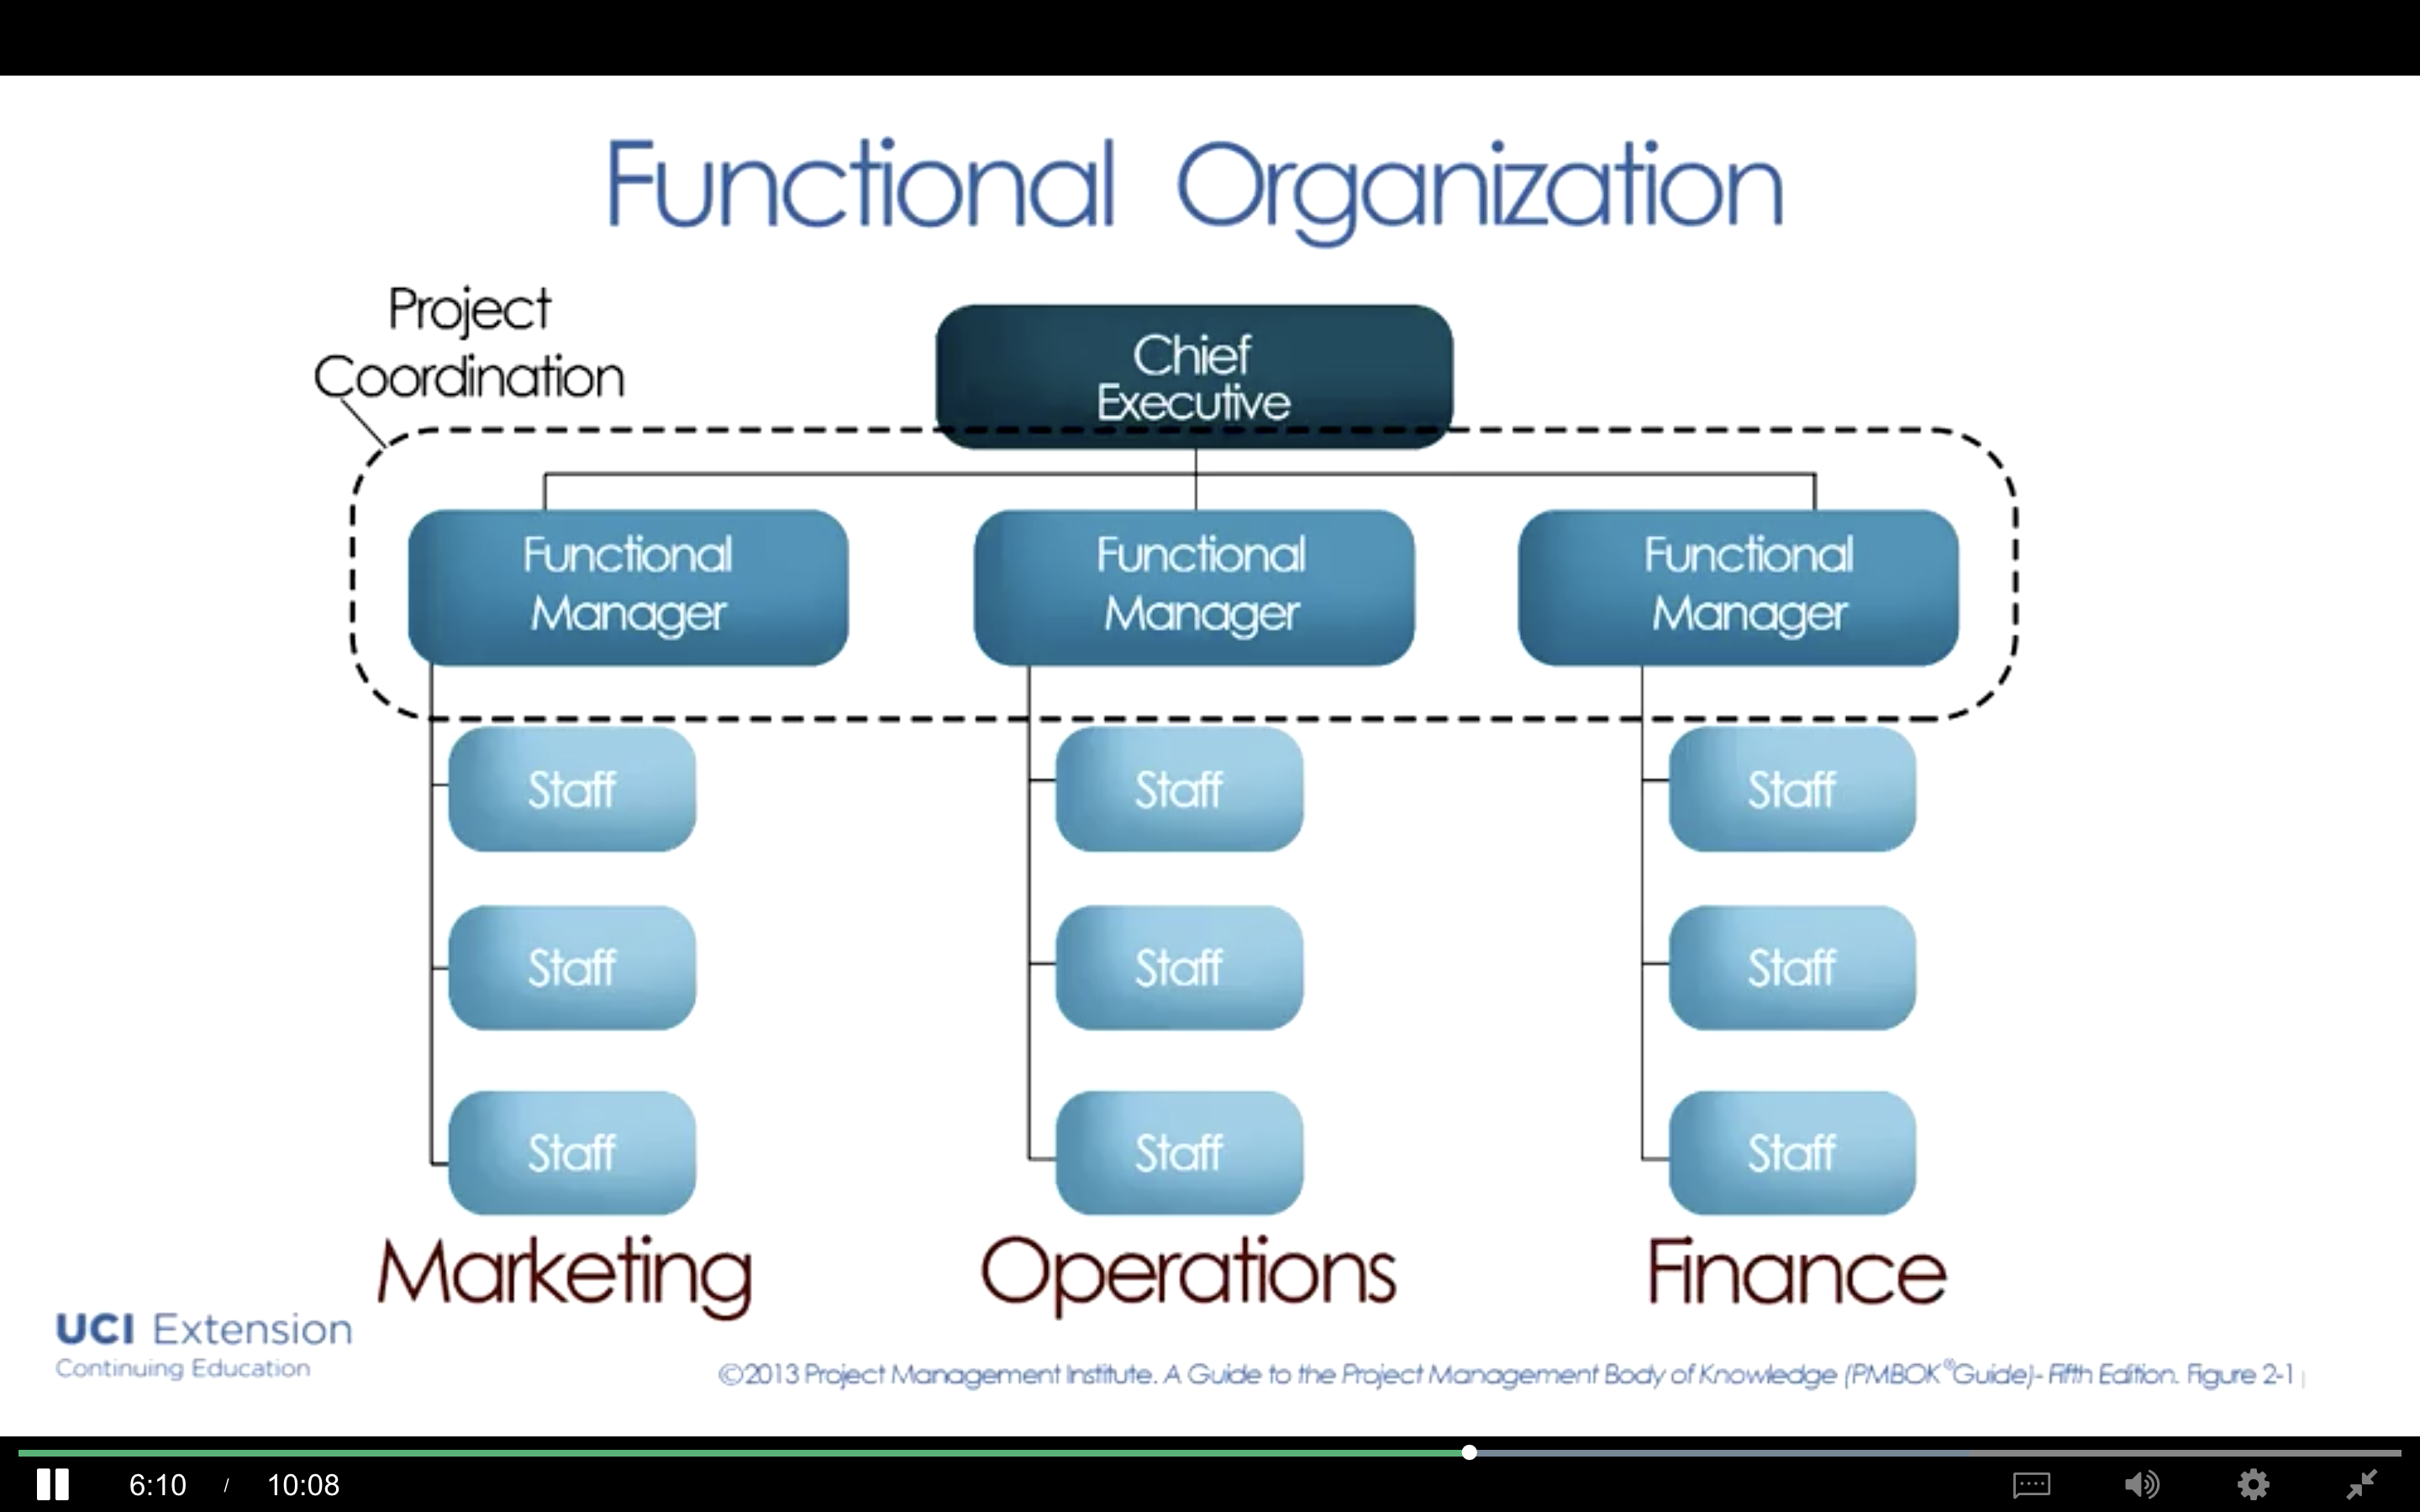 Functional Organization
Project
Coordination
Chief
Executive
Functional
Manager
Functional
Manager
Functional
Manager
Staff
Staff
Staff
Staff
Staff
Staff
Staff
Staff
Staff
Marketing
Operations
Finance
UCI Extension
Continuing Education
©2013 Project Management Institute. A Guide to the Project Management Body of Knowledge (PMBOK®Guide)- Fifth Edition. Figure 2-1
6:10 / 10:08